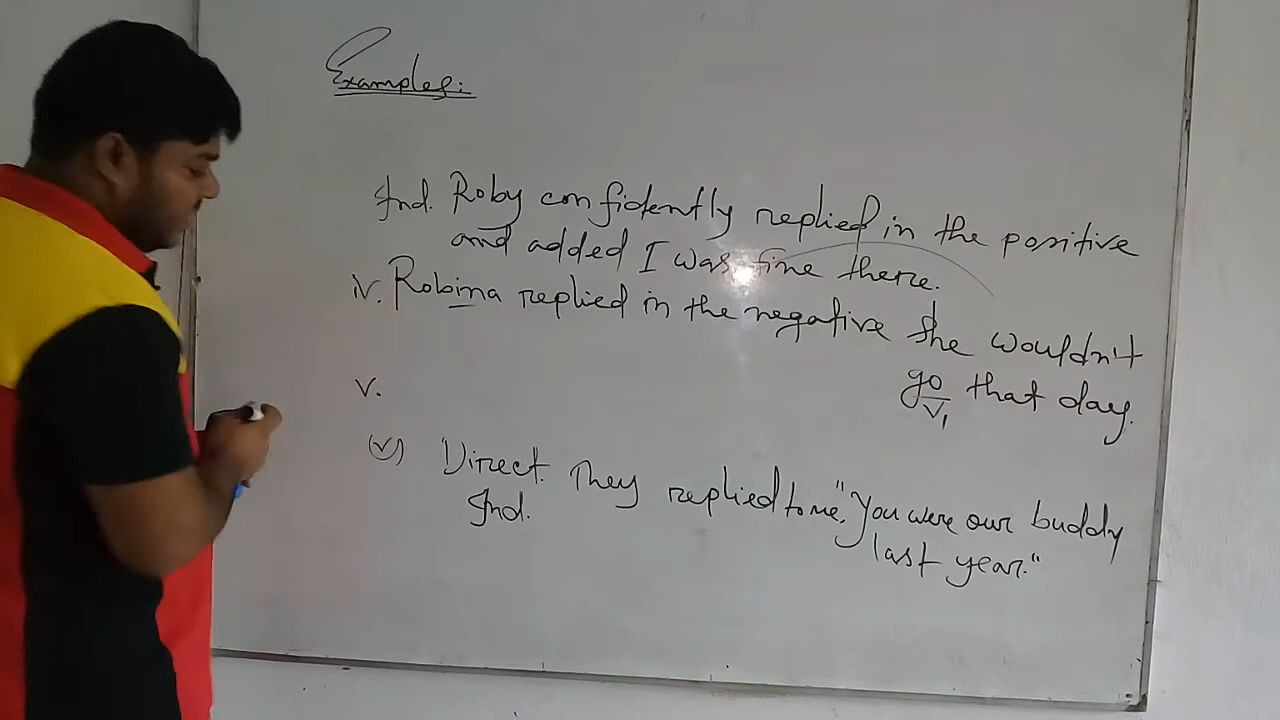 Examples:
Ind. Roby confidently replied in the positive
and added I was fine there.
iv. Robina replied in the negative she wouldn't
go that day.
V1
v.
(v) Direct. They replied to me, "You were our buddy
last year."
Ind.